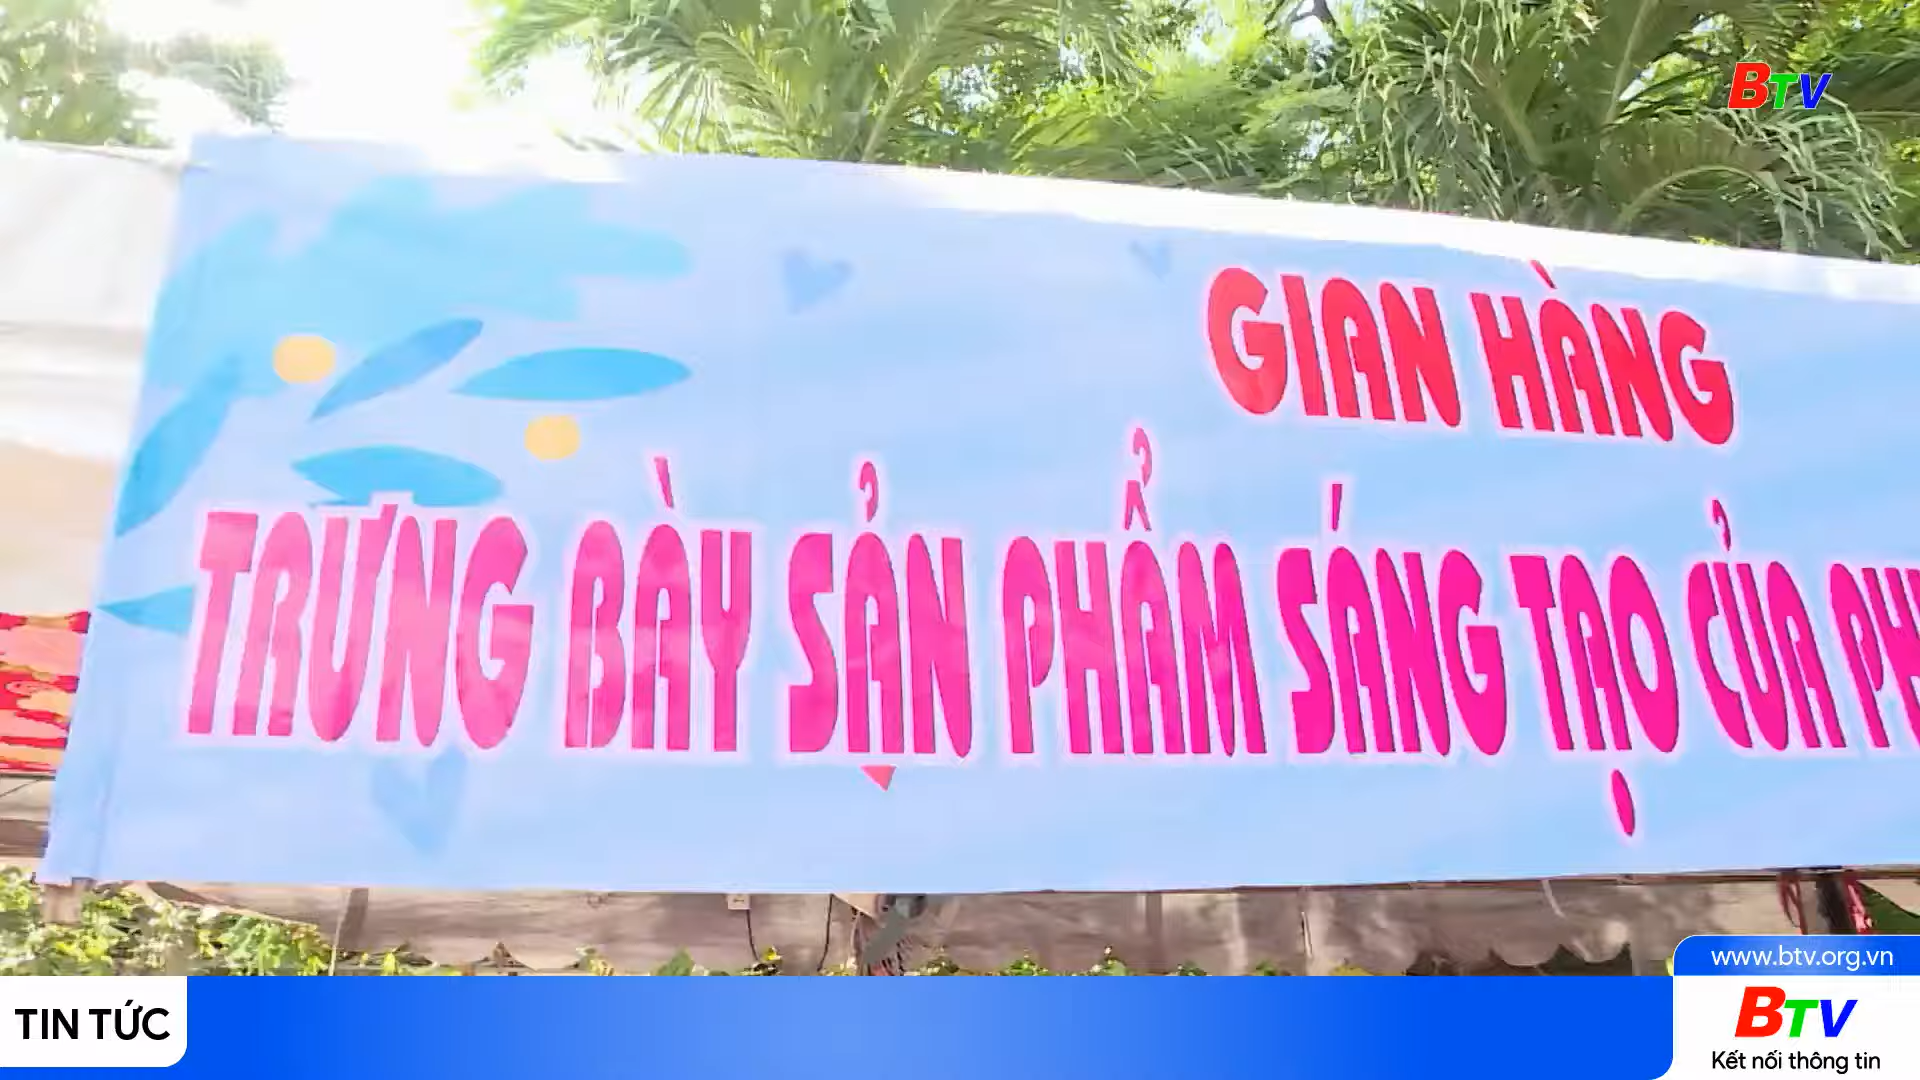 BTV
GIAN HÀNG
TRƯNG BÀY SẢN PHẨM SÁNG TẠO CỦA PH
www.btv.org.vn
TIN TỨC
BTV
Kết nối thông tin